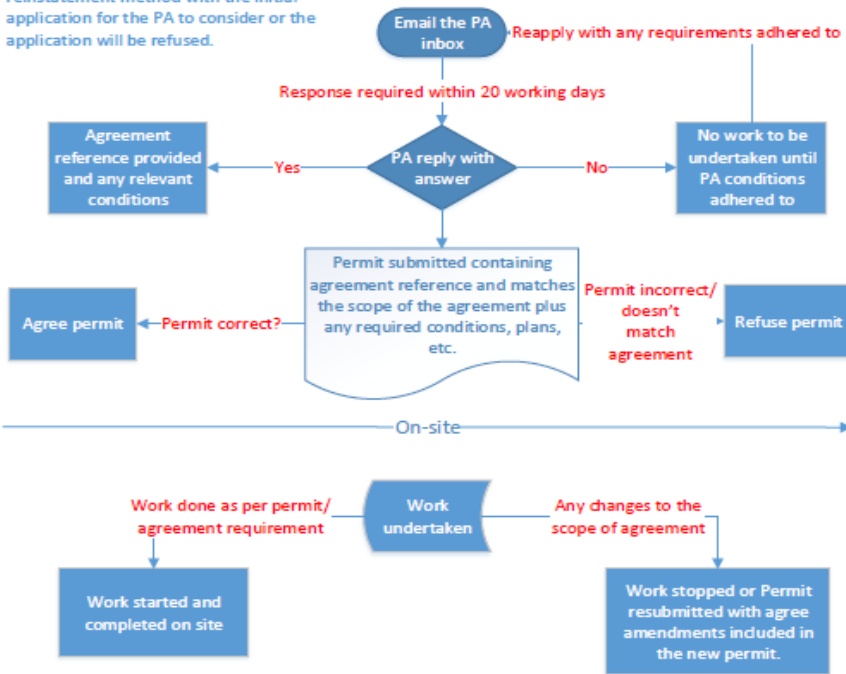 reinstatement method with the initial
application for the PA to consider or the
application will be refused.
Email the PA
inbox
Reapply with any requirements adhered to
Response required within 20 working days
Agreement
reference provided
and any relevant
conditions
Yes
PA reply with
answer
No
No work to be
undertaken until
PA conditions
adhered to
Permit submitted containing
agreement reference and matches
the scope of the agreement plus
any required conditions, plans,
etc.
Agree permit
Permit correct?
Permit incorrect/
doesn't
match
agreement
Refuse permit
On-site
Work done as per permit/
agreement requirement
Work
undertaken
Any changes to the
scope of agreement
Work started and
completed on site
Work stopped or Permit
resubmitted with agree
amendments included in
the new permit.